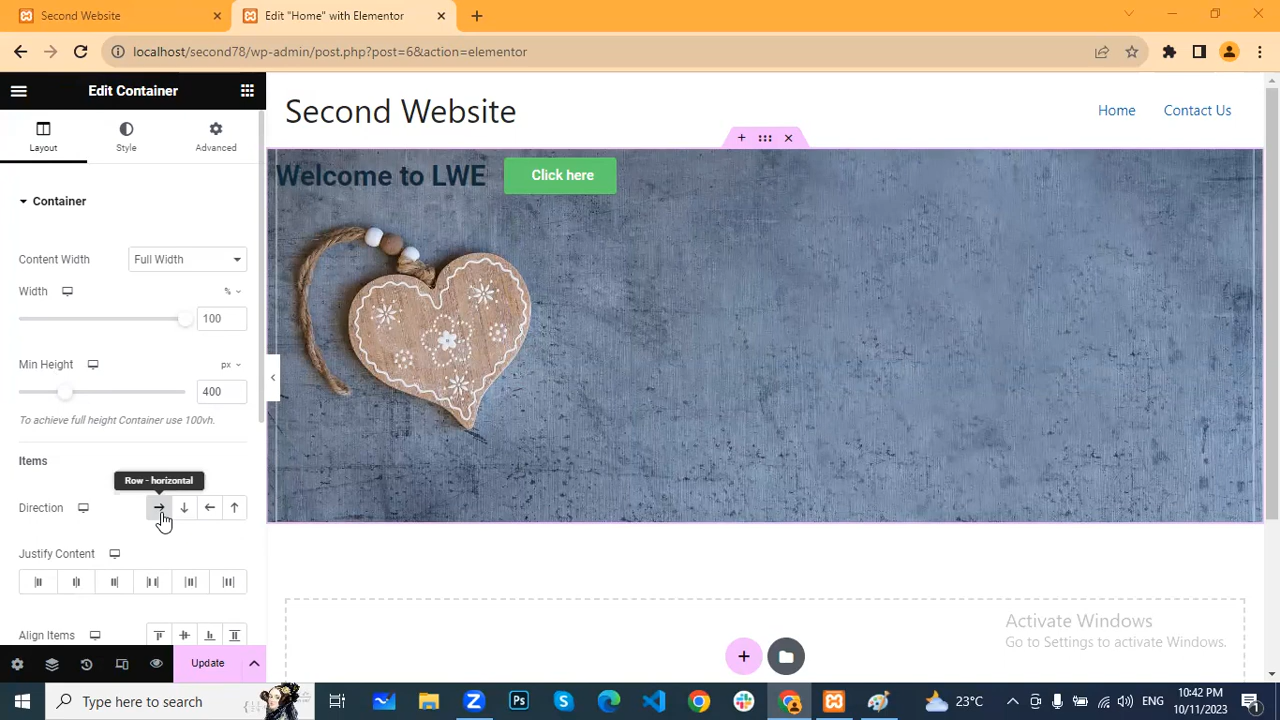 Second Website
Edit "Home" with Elementor
localhost/second78/wp-admin/post.php?post=6&action=elementor
Edit Container
Second Website
Home
Contact Us
Layout
Style
Advanced
Welcome to LWE
Click here
Container
Content Width
Full Width
Width
%
100
Min Height
px
400
To achieve full height Container use 100vh.
Items
Row - horizontal
Direction
Justify Content
Align Items
Activate Windows
Go to Settings to activate Windows.
Update
Type here to search
23°C
ENG
10:42 PM
10/11/2023